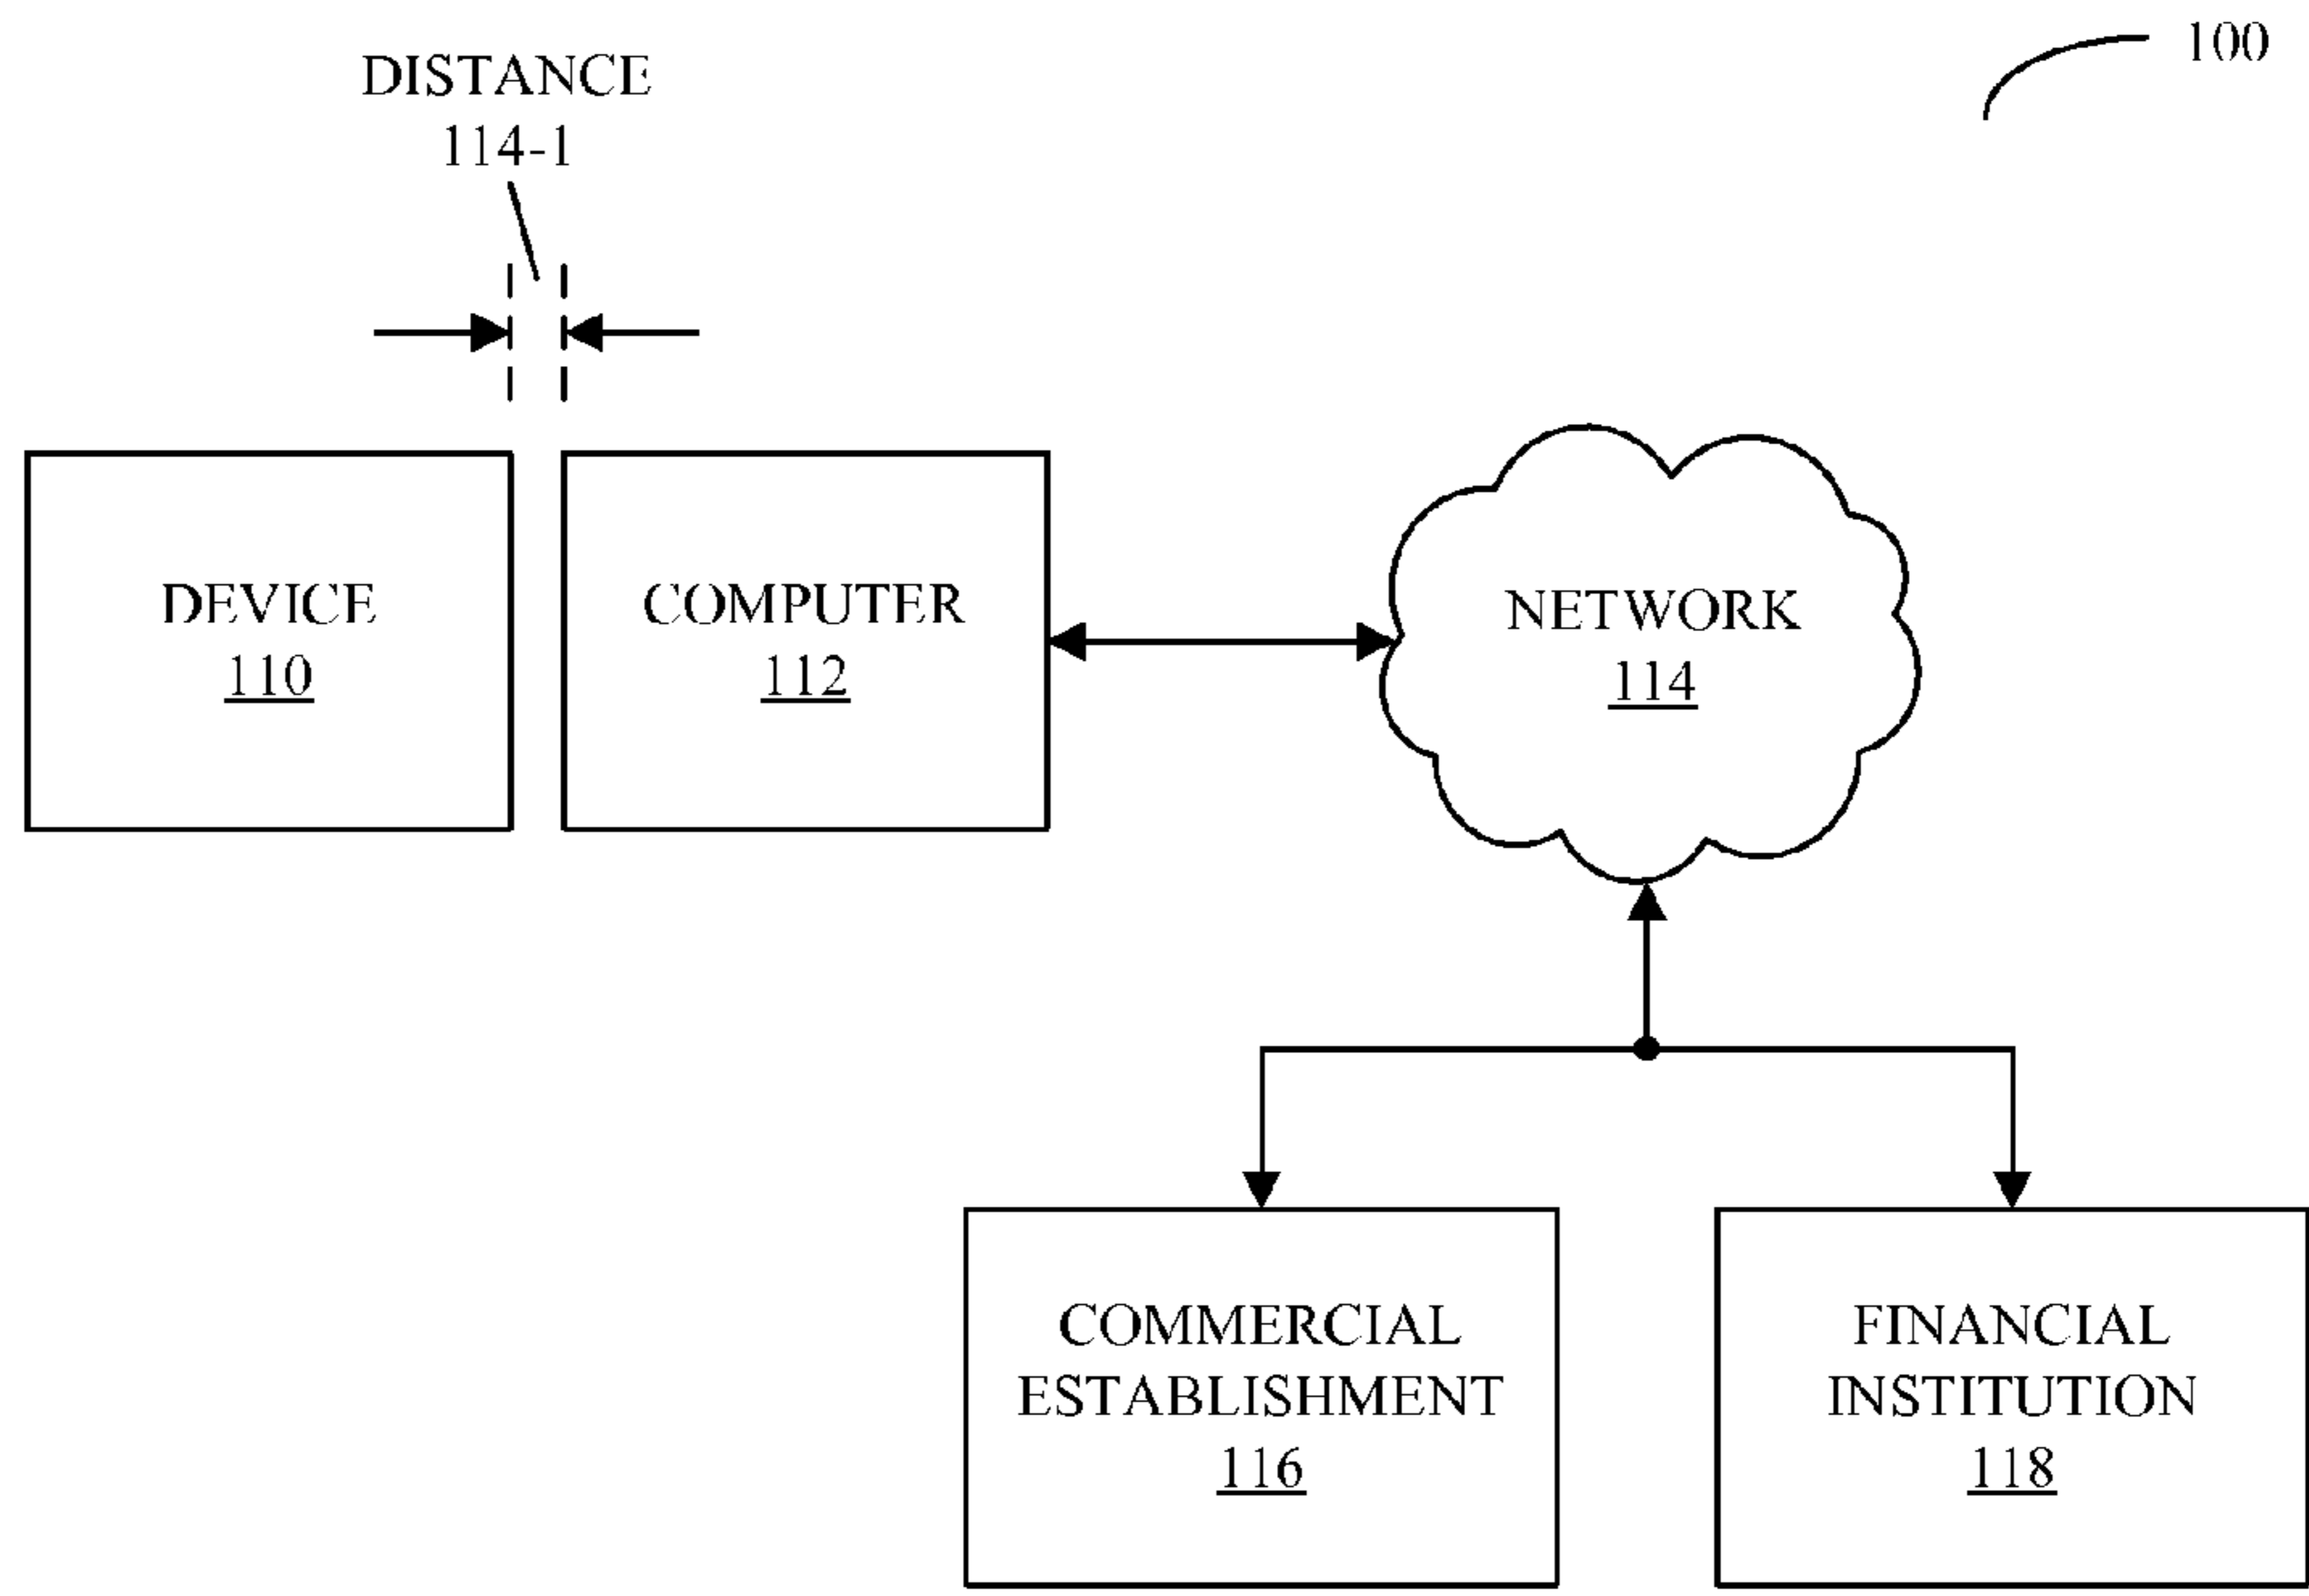 100
DISTANCE
114-1
DEVICE
110
COMPUTER
112
NETWORK
114
COMMERCIAL
ESTABLISHMENT
116
FINANCIAL
INSTITUTION
118